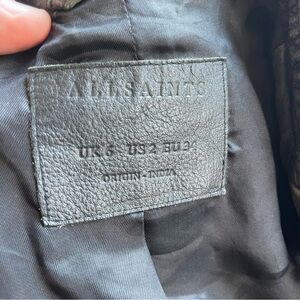 ALLSAINTS
UK 6 US 2 EU 34
ORIGIN - INDIA